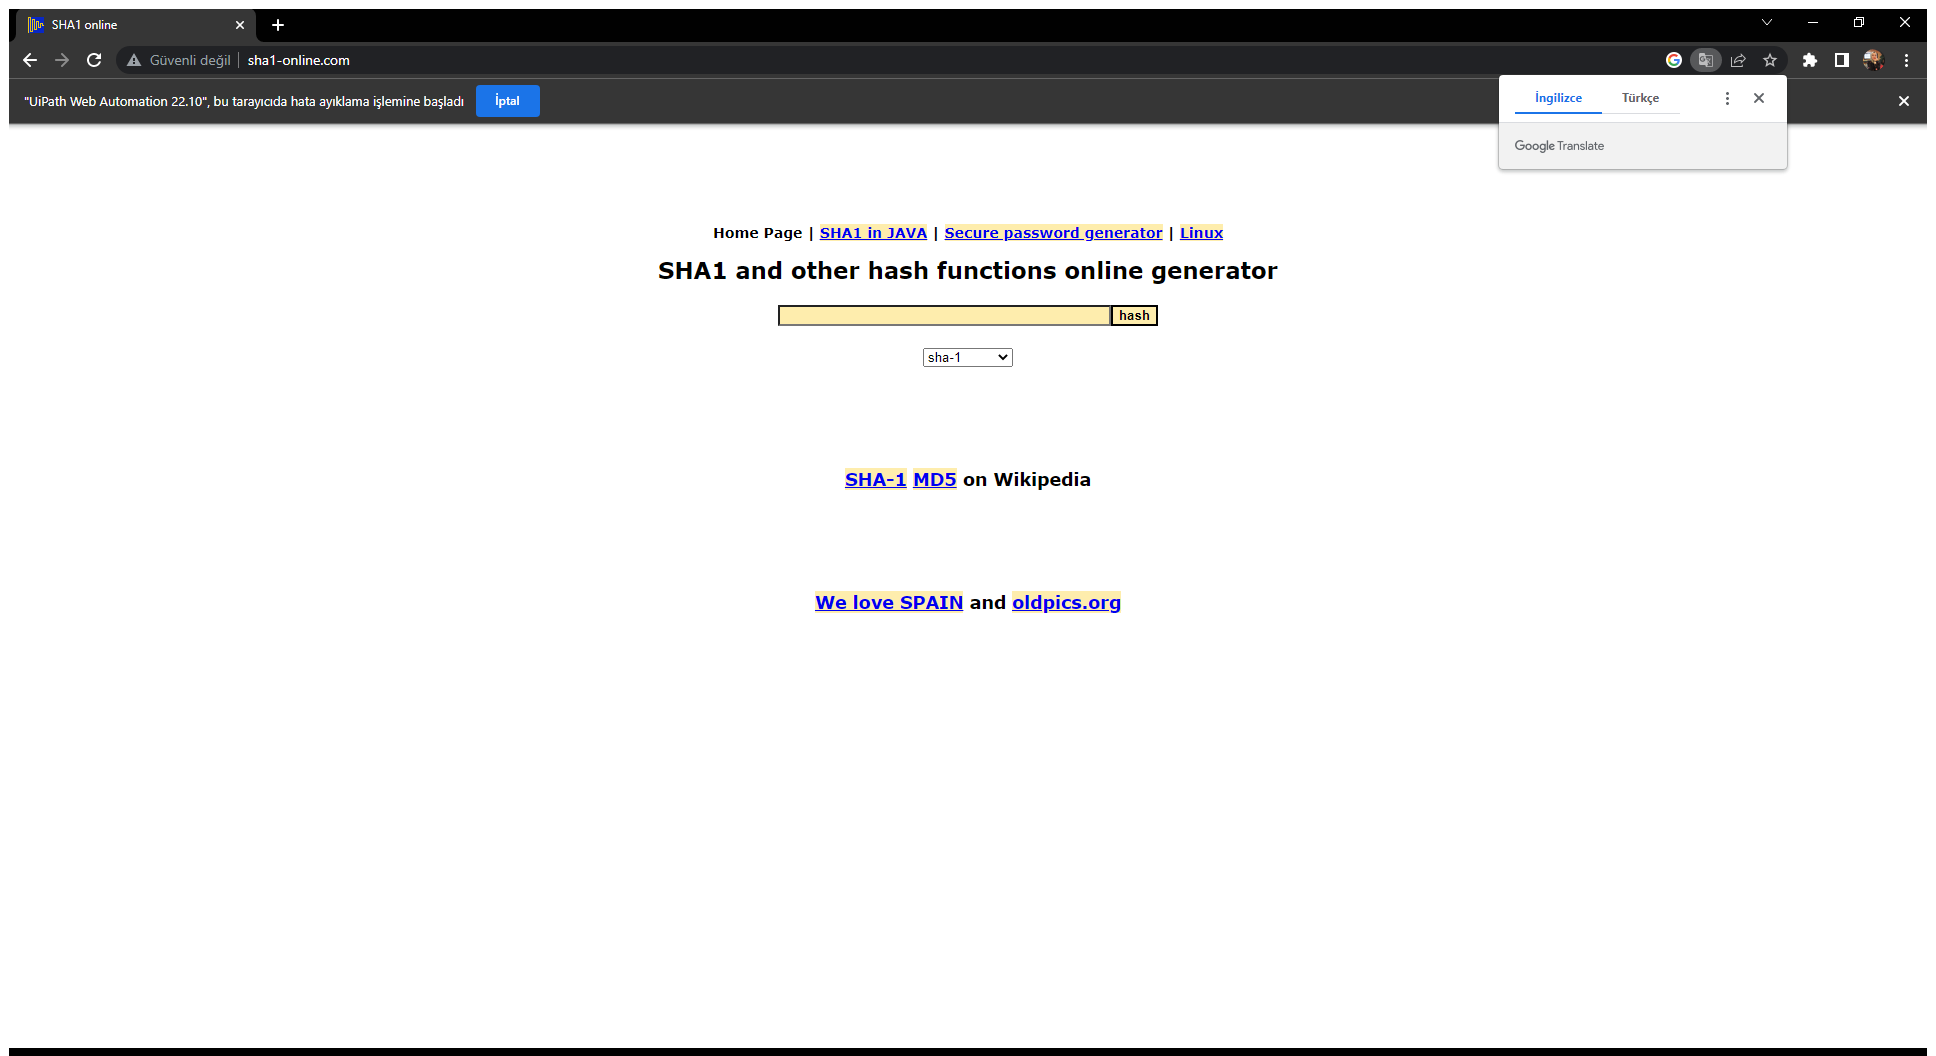 SHA1 online
Güvenli değil sha1-online.com
"UiPath Web Automation 22.10", bu tarayıcıda hata ayıklama işlemine başladı İptal
İngilizce Türkçe
Google Translate
Home Page | SHA1 in JAVA | Secure password generator | Linux
SHA1 and other hash functions online generator
hash
sha-1
SHA-1 MD5 on Wikipedia
We love SPAIN and oldpics.org